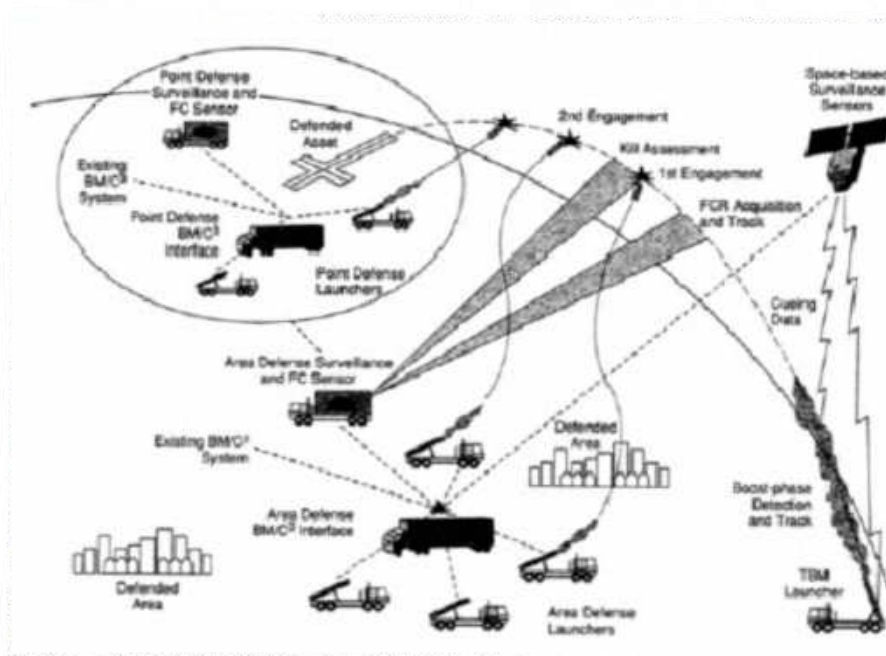 Point Defense
Surveillance and
FC Sensor
Defended
Asset
2nd Engagement
Space-based
Surveillance
Sensors
Kill Assessment
1st Engagement
Existing
BM/C³
System
Point Defense
BM/C³
Interface
FCR Acquisition
and Track
Point Defense
Launchers
Cueing
Data
Area Defense Surveillance
and FC Sensor
Existing BM/C³
System
Defended
Area
Boost-phase
Detection
and Track
Area Defense
BM/C³ Interface
Defended
Area
TBM
Launcher
Area Defense
Launchers